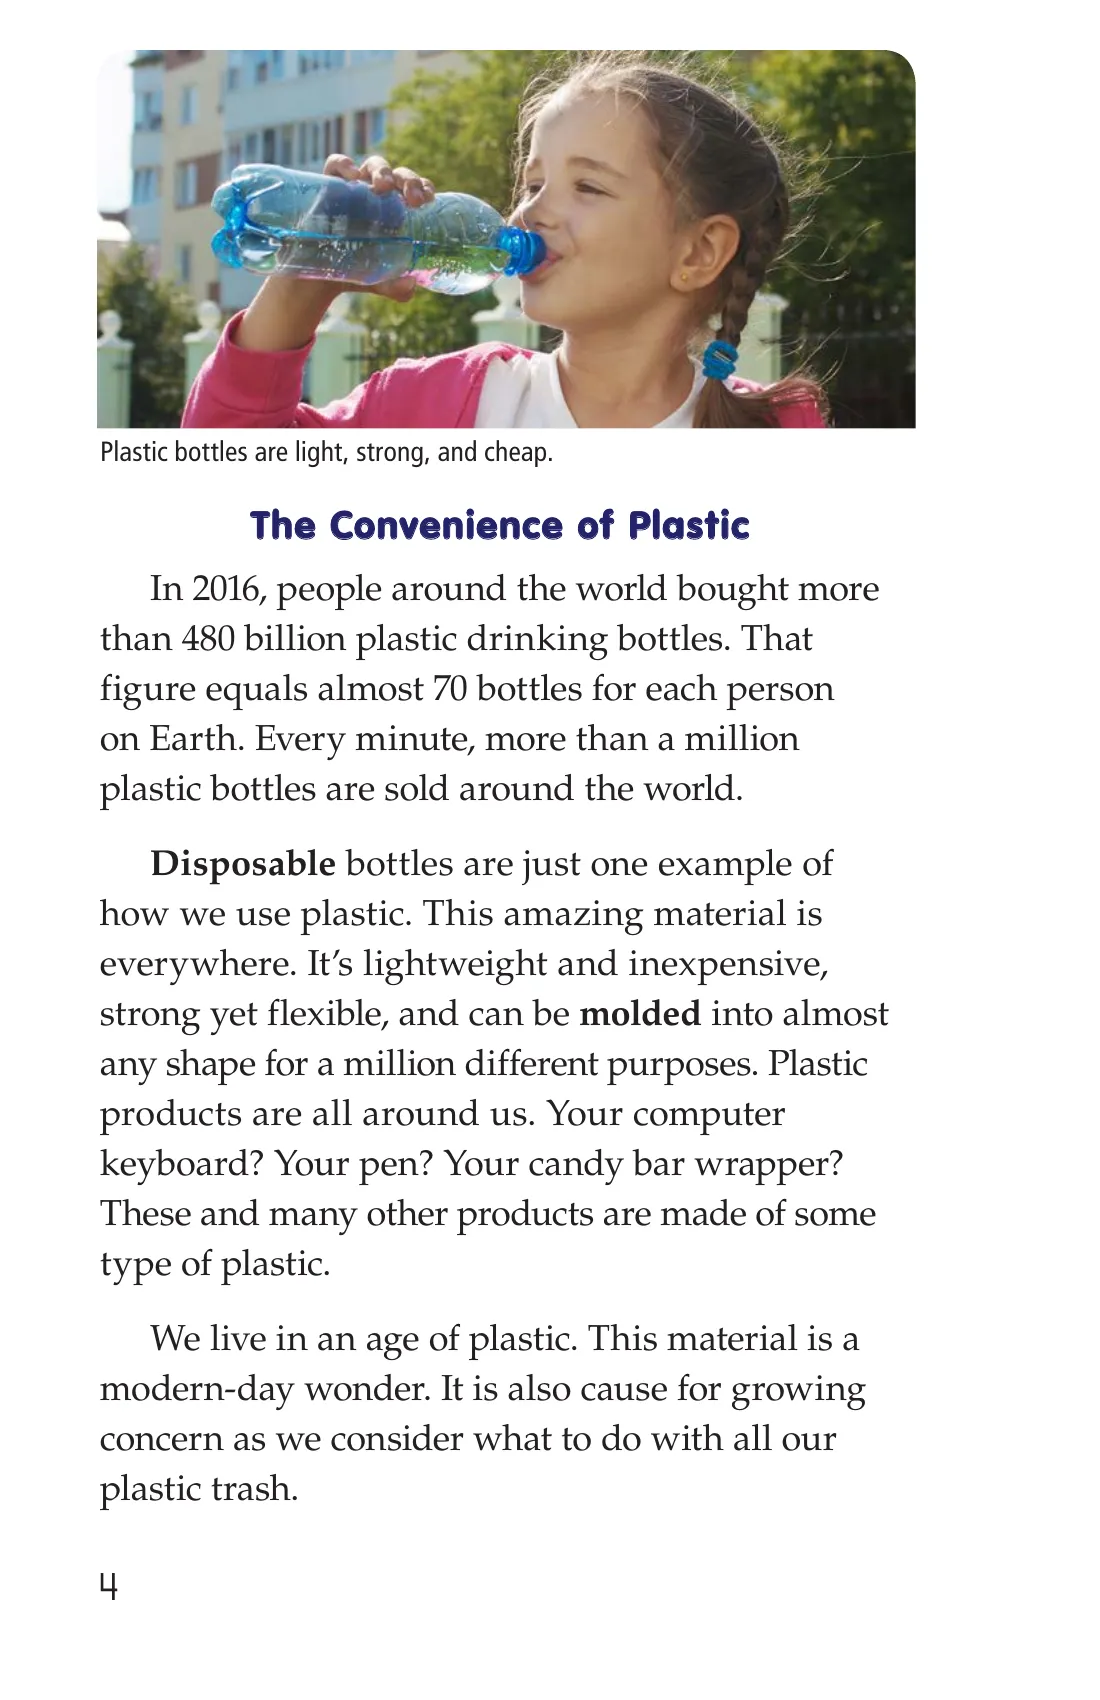 Plastic bottles are light, strong, and cheap.
The Convenience of Plastic
In 2016, people around the world bought more
than 480 billion plastic drinking bottles. That
figure equals almost 70 bottles for each person
on Earth. Every minute, more than a million
plastic bottles are sold around the world.
Disposable bottles are just one example of
how we use plastic. This amazing material is
everywhere. It’s lightweight and inexpensive,
strong yet flexible, and can be molded into almost
any shape for a million different purposes. Plastic
products are all around us. Your computer
keyboard? Your pen? Your candy bar wrapper?
These and many other products are made of some
type of plastic.
We live in an age of plastic. This material is a
modern-day wonder. It is also cause for growing
concern as we consider what to do with all our
plastic trash.
4